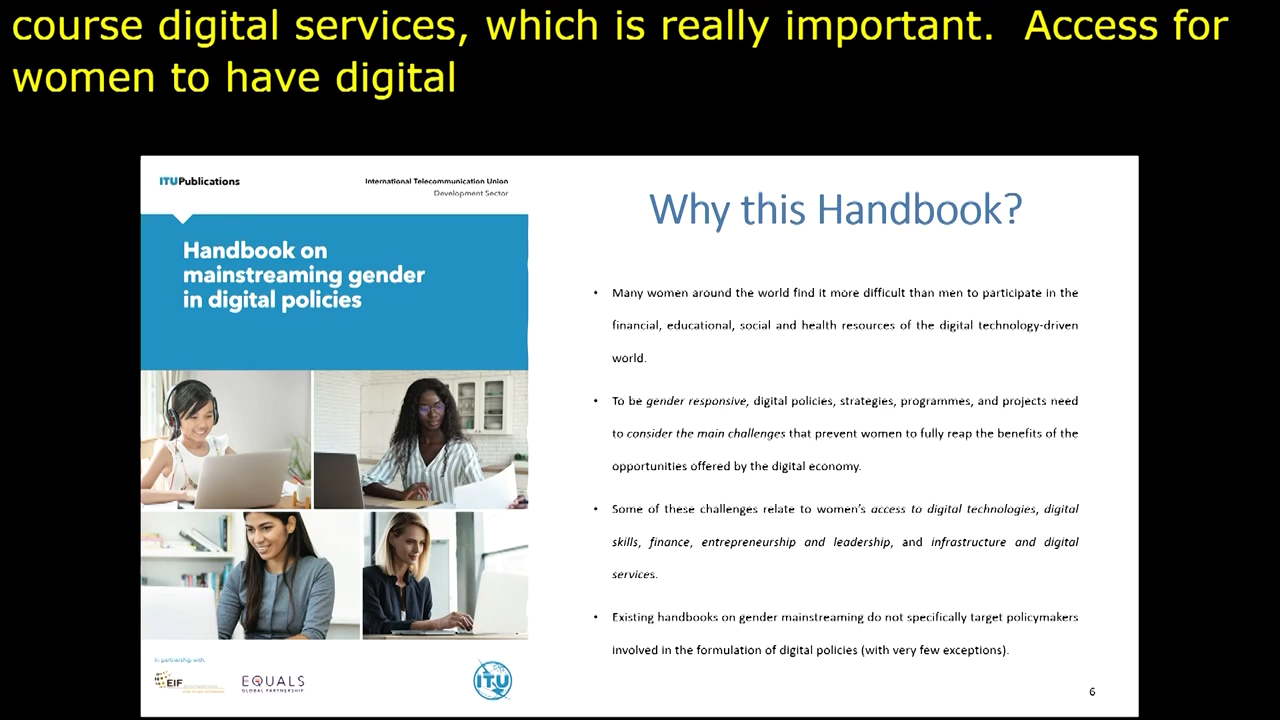 course digital services, which is really important.  Access for
women to have digital
ITUPublications
International Telecommunication Union
Development Sector
Handbook on
mainstreaming gender
in digital policies
In partnership with:
EIF
EQUALS
GLOBAL PARTNERSHIP
ITU
Why this Handbook?
• Many women around the world find it more difficult than men to participate in the
financial, educational, social and health resources of the digital technology-driven
world.
• To be gender responsive, digital policies, strategies, programmes, and projects need
to consider the main challenges that prevent women to fully reap the benefits of the
opportunities offered by the digital economy.
• Some of these challenges relate to women's access to digital technologies, digital
skills, finance, entrepreneurship and leadership, and infrastructure and digital
services.
• Existing handbooks on gender mainstreaming do not specifically target policymakers
involved in the formulation of digital policies (with very few exceptions).
6